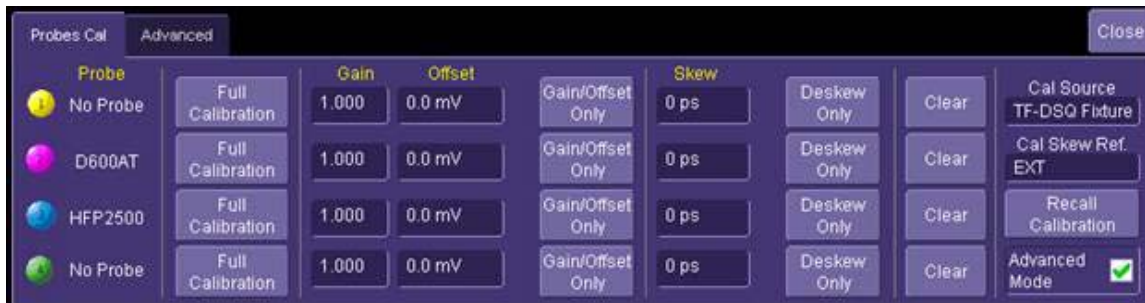 Probes Cal Advanced Close
Probe Gain Offset Skew
1 No Probe Full Calibration 1.000 0.0 mV Gain/Offset Only 0 ps Deskew Only Clear Cal Source TF-DSQ Fixture
D600AT Full Calibration 1.000 0.0 mV Gain/Offset Only 0 ps Deskew Only Clear Cal Skew Ref. EXT
HFP2500 Full Calibration 1.000 0.0 mV Gain/Offset Only 0 ps Deskew Only Clear Recall Calibration
No Probe Full Calibration 1.000 0.0 mV Gain/Offset Only 0 ps Deskew Only Clear Advanced Mode